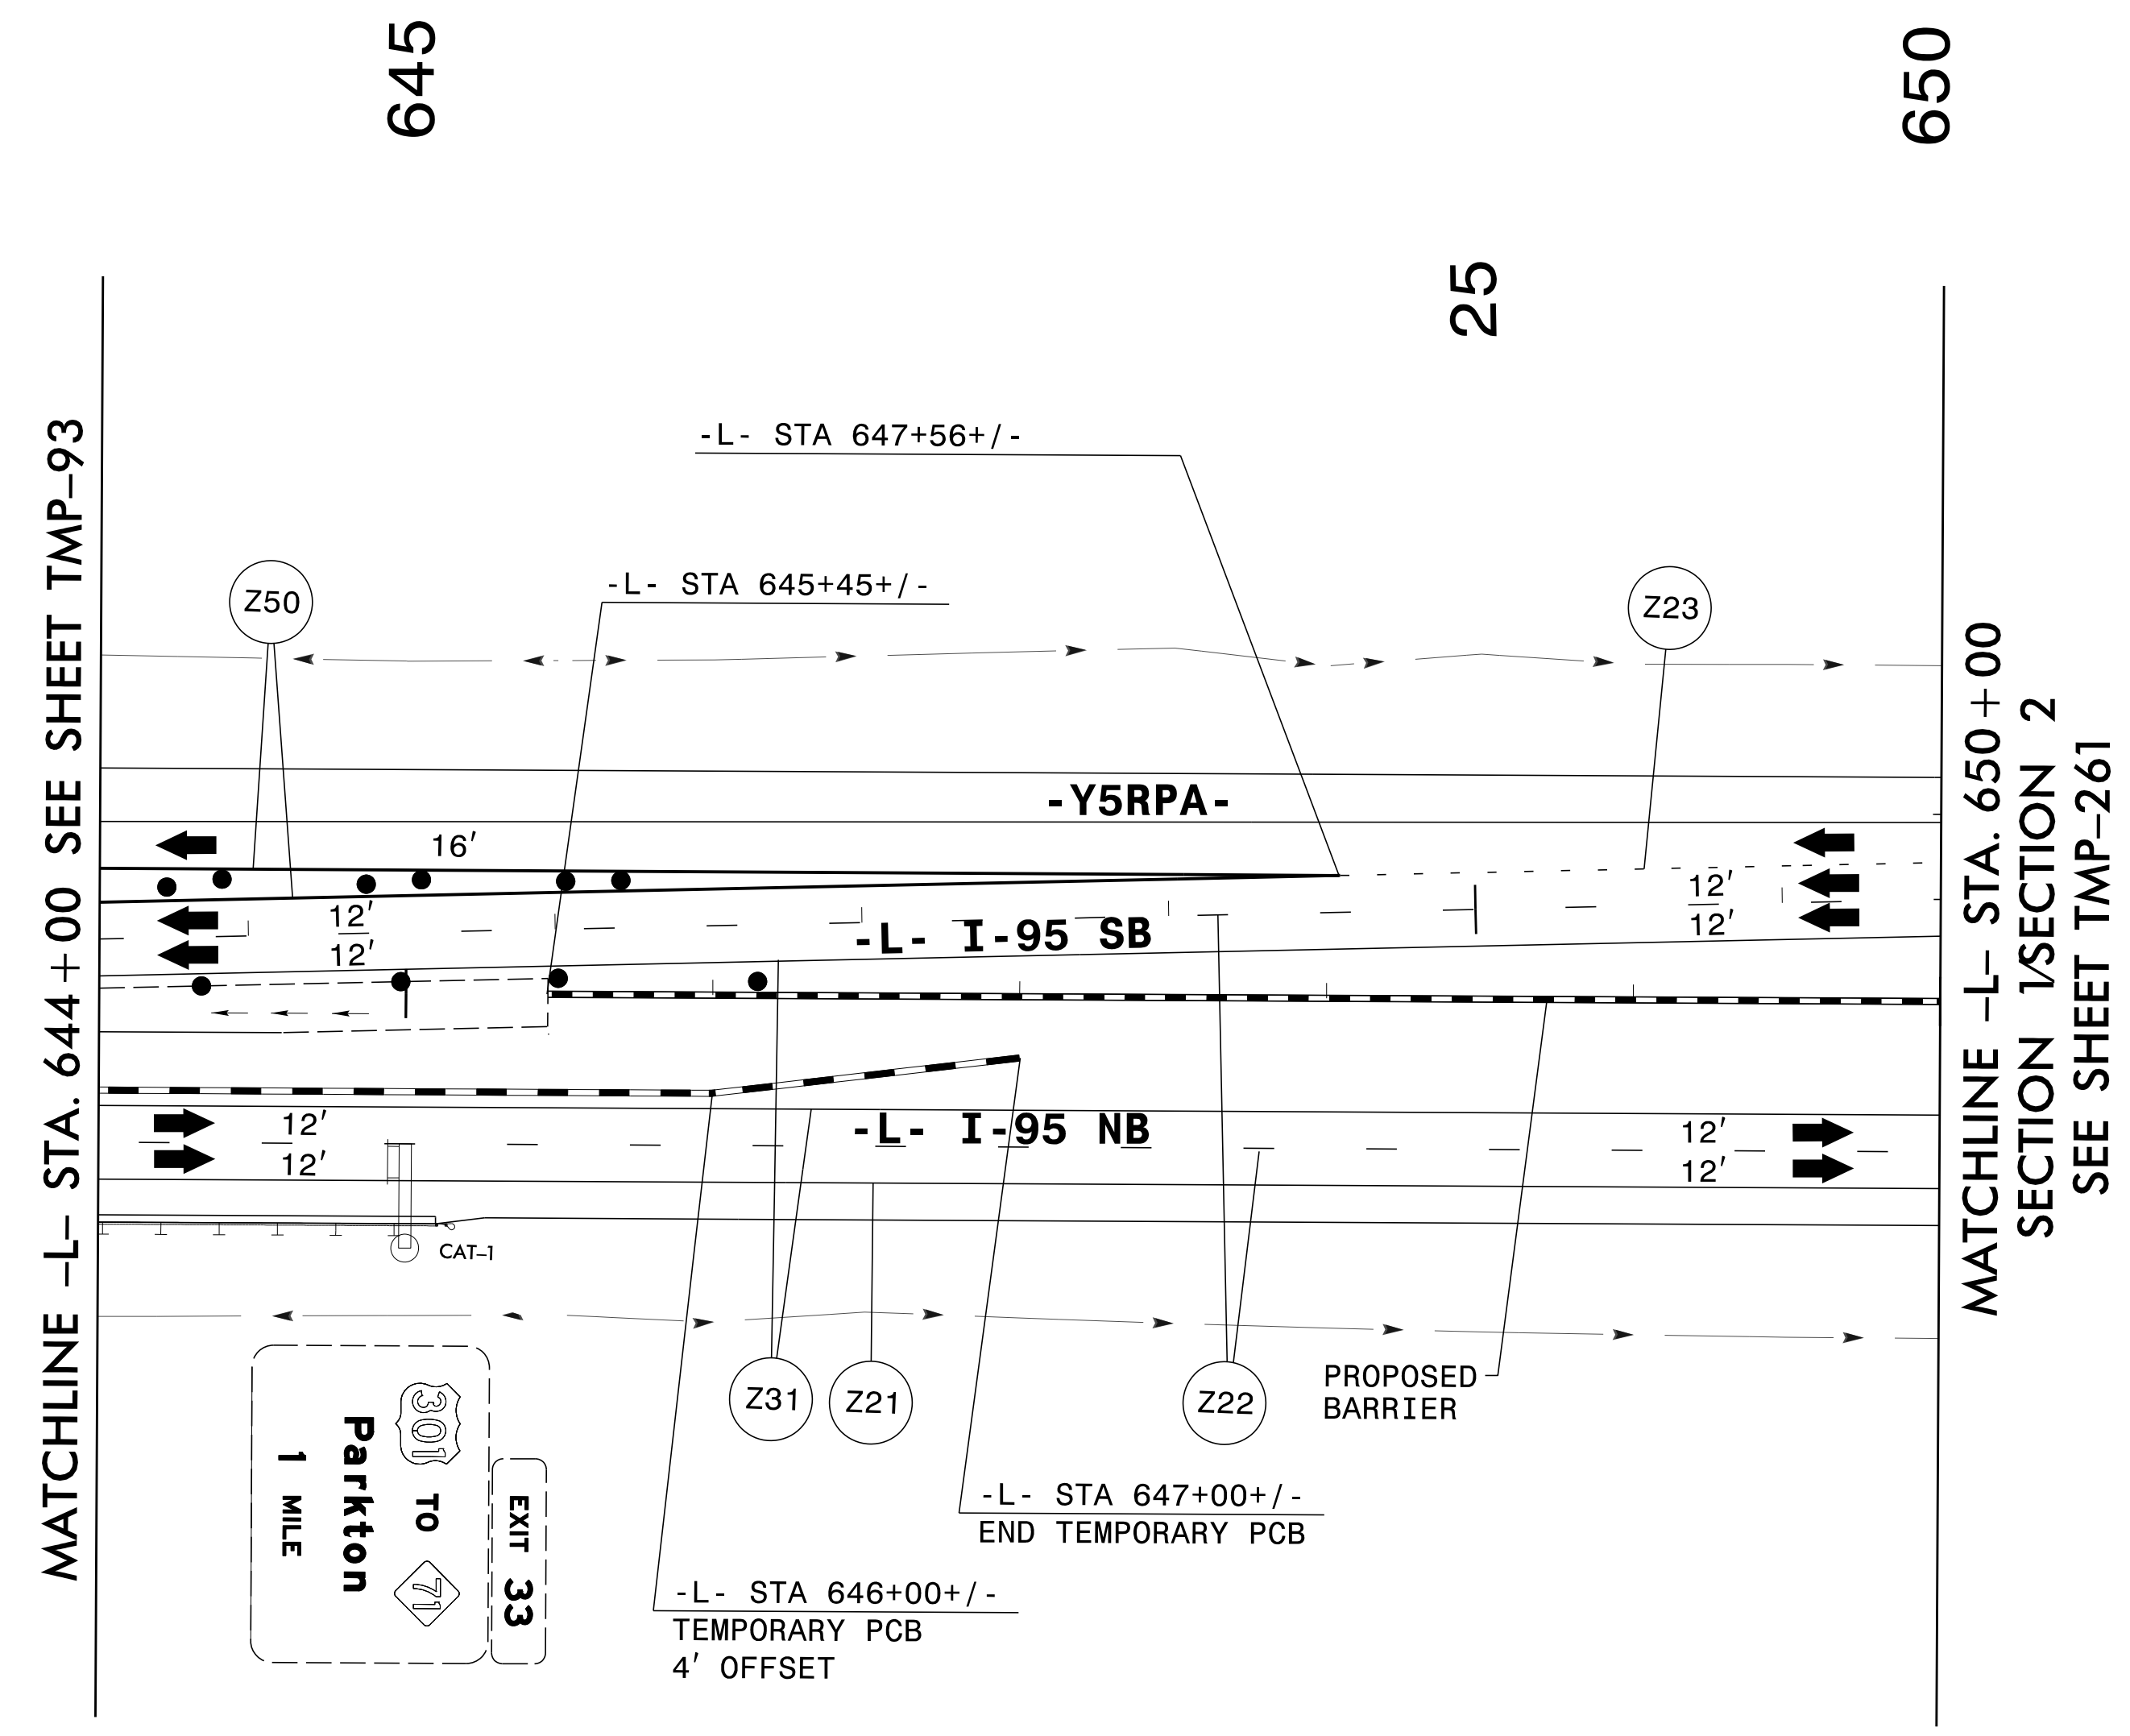 645
650
25
-L- STA 647+56+/-
-L- STA 645+45+/-
Z50
Z23
MATCHLINE -L- STA. 644+00 SEE SHEET TMP-93
MATCHLINE -L- STA. 650+00
SECTION 1/SECTION 2
SEE SHEET TMP-261
-Y5RPA-
16'
12'
12'
12'
12'
-L- I-95 SB
12'
12'
-L- I-95 NB
12'
12'
CAT-1
Z31
Z21
Z22
PROPOSED
BARRIER
EXIT 33
301 TO 71
Parkton
1 MILE
-L- STA 647+00+/-
END TEMPORARY PCB
-L- STA 646+00+/-
TEMPORARY PCB
4' OFFSET